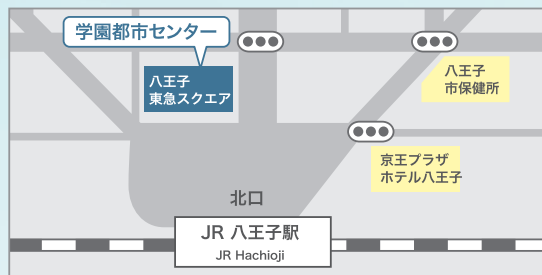 学園都市センター
八王子
東急スクエア
八王子
市保健所
京王プラザ
ホテル八王子
北口
JR 八王子駅
JR Hachioji